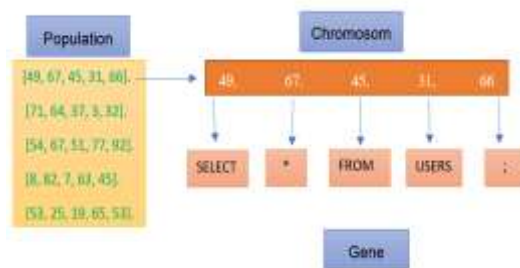 Population
[49, 67, 45, 31, 66].
[71, 64, 37, 3, 32].
[54, 67, 51, 77, 92].
[8, 82, 7, 63, 45].
[53, 25, 19, 65, 53].
Chromosom
49, 67, 45, 31, 66
SELECT * FROM USERS ;
Gene